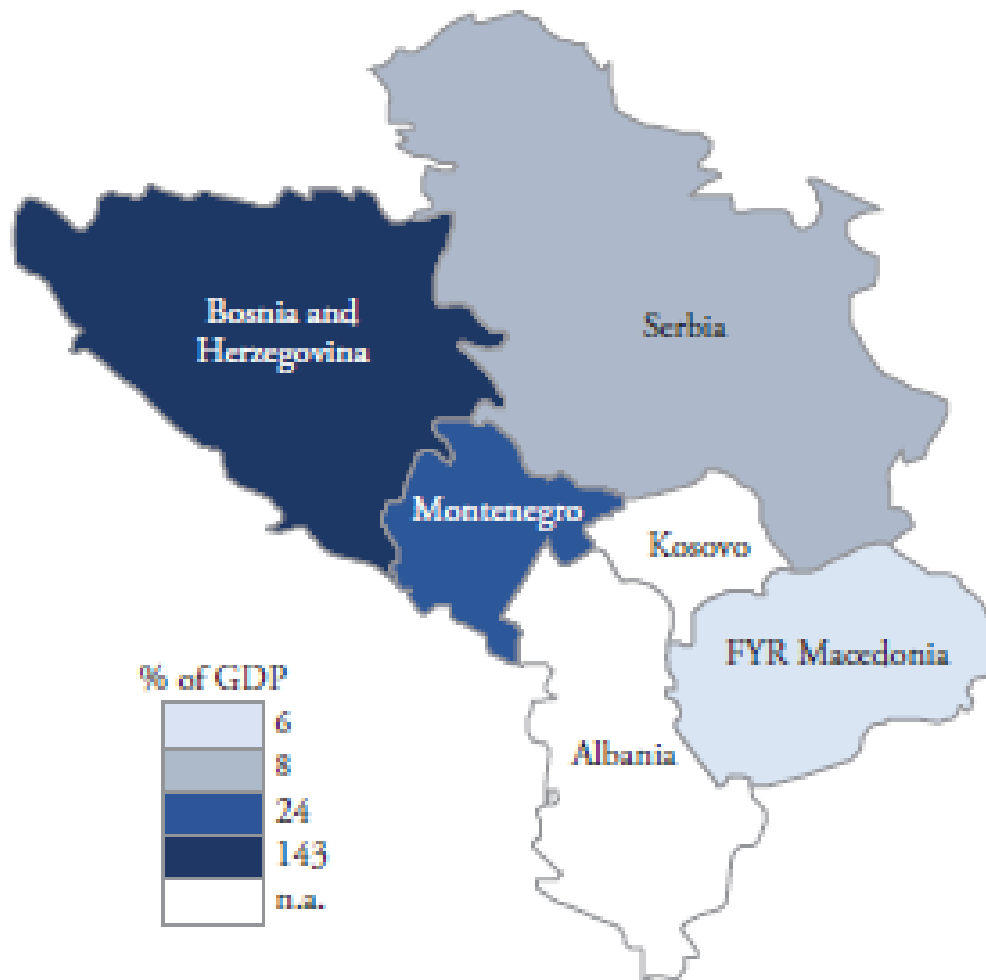 Bosnia and
Herzegovina
Serbia
Montenegro
Kosovo
FYR Macedonia
Albania
% of GDP
6
8
24
143
n.a.